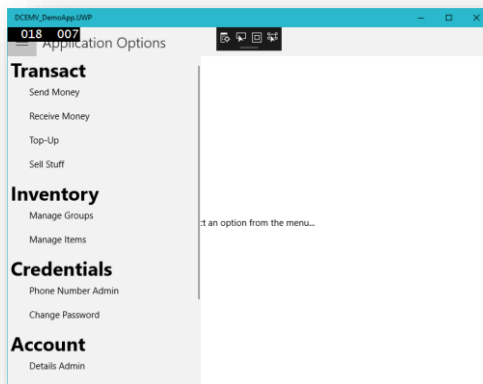 DCEMV_DemoApp.UWP
018 007
Application Options
Transact
Send Money
Receive Money
Top-Up
Sell Stuff
Inventory
Manage Groups
ct an option from the menu...
Manage Items
Credentials
Phone Number Admin
Change Password
Account
Details Admin